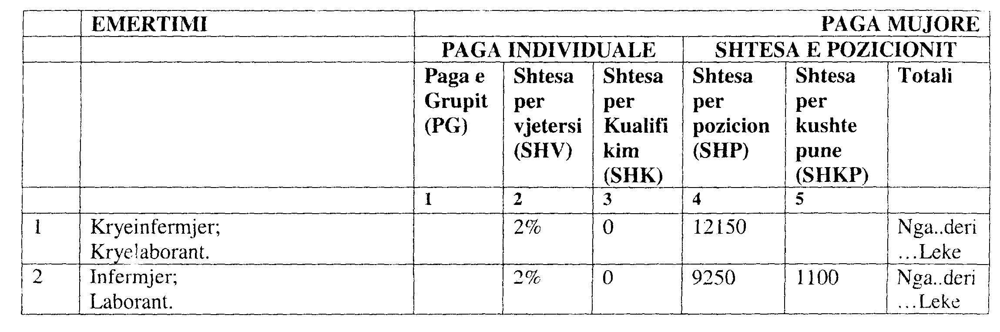 EMERTIMI PAGA MUJORE
PAGA INDIVIDUALE SHTESA E POZICIONIT
Paga e Shtesa Shtesa Shtesa Shtesa Totali
Grupit per per per per
(PG) vjetersi Kualifi pozicion kushte
(SHV) kim (SHP) pune
(SHK) (SHKP)
1 2 3 4 5
1 Kryeinfermjer; 2% 0 12150 Nga..deri
Kryelaborant. ...Leke
2 Infermjer; 2% 0 9250 1100 Nga..deri
Laborant. ...Leke